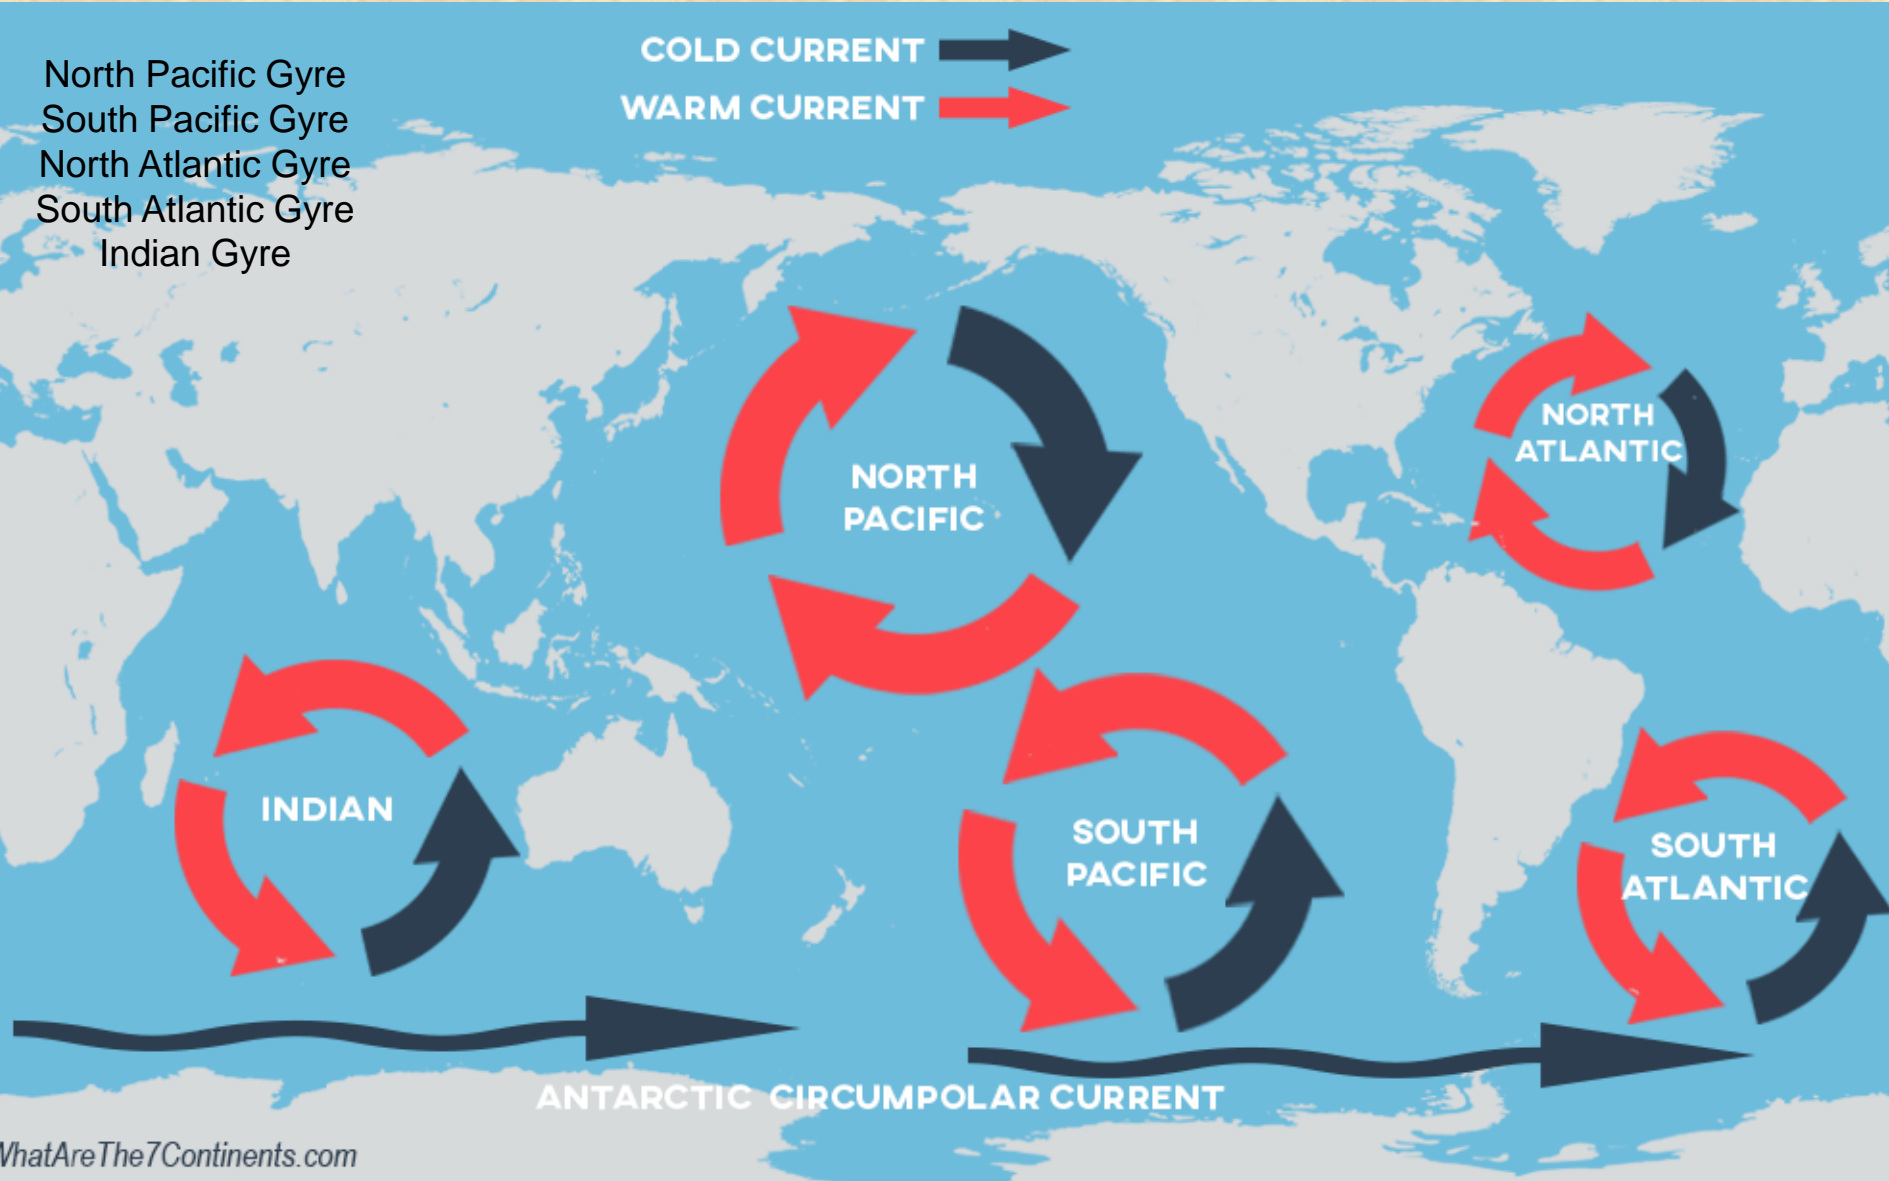 COLD CURRENT
WARM CURRENT
North Pacific Gyre
South Pacific Gyre
North Atlantic Gyre
South Atlantic Gyre
Indian Gyre
NORTH
ATLANTIC
NORTH
PACIFIC
INDIAN
SOUTH
PACIFIC
SOUTH
ATLANTIC
ANTARCTIC CIRCUMPOLAR CURRENT
WhatAreThe7Continents.com